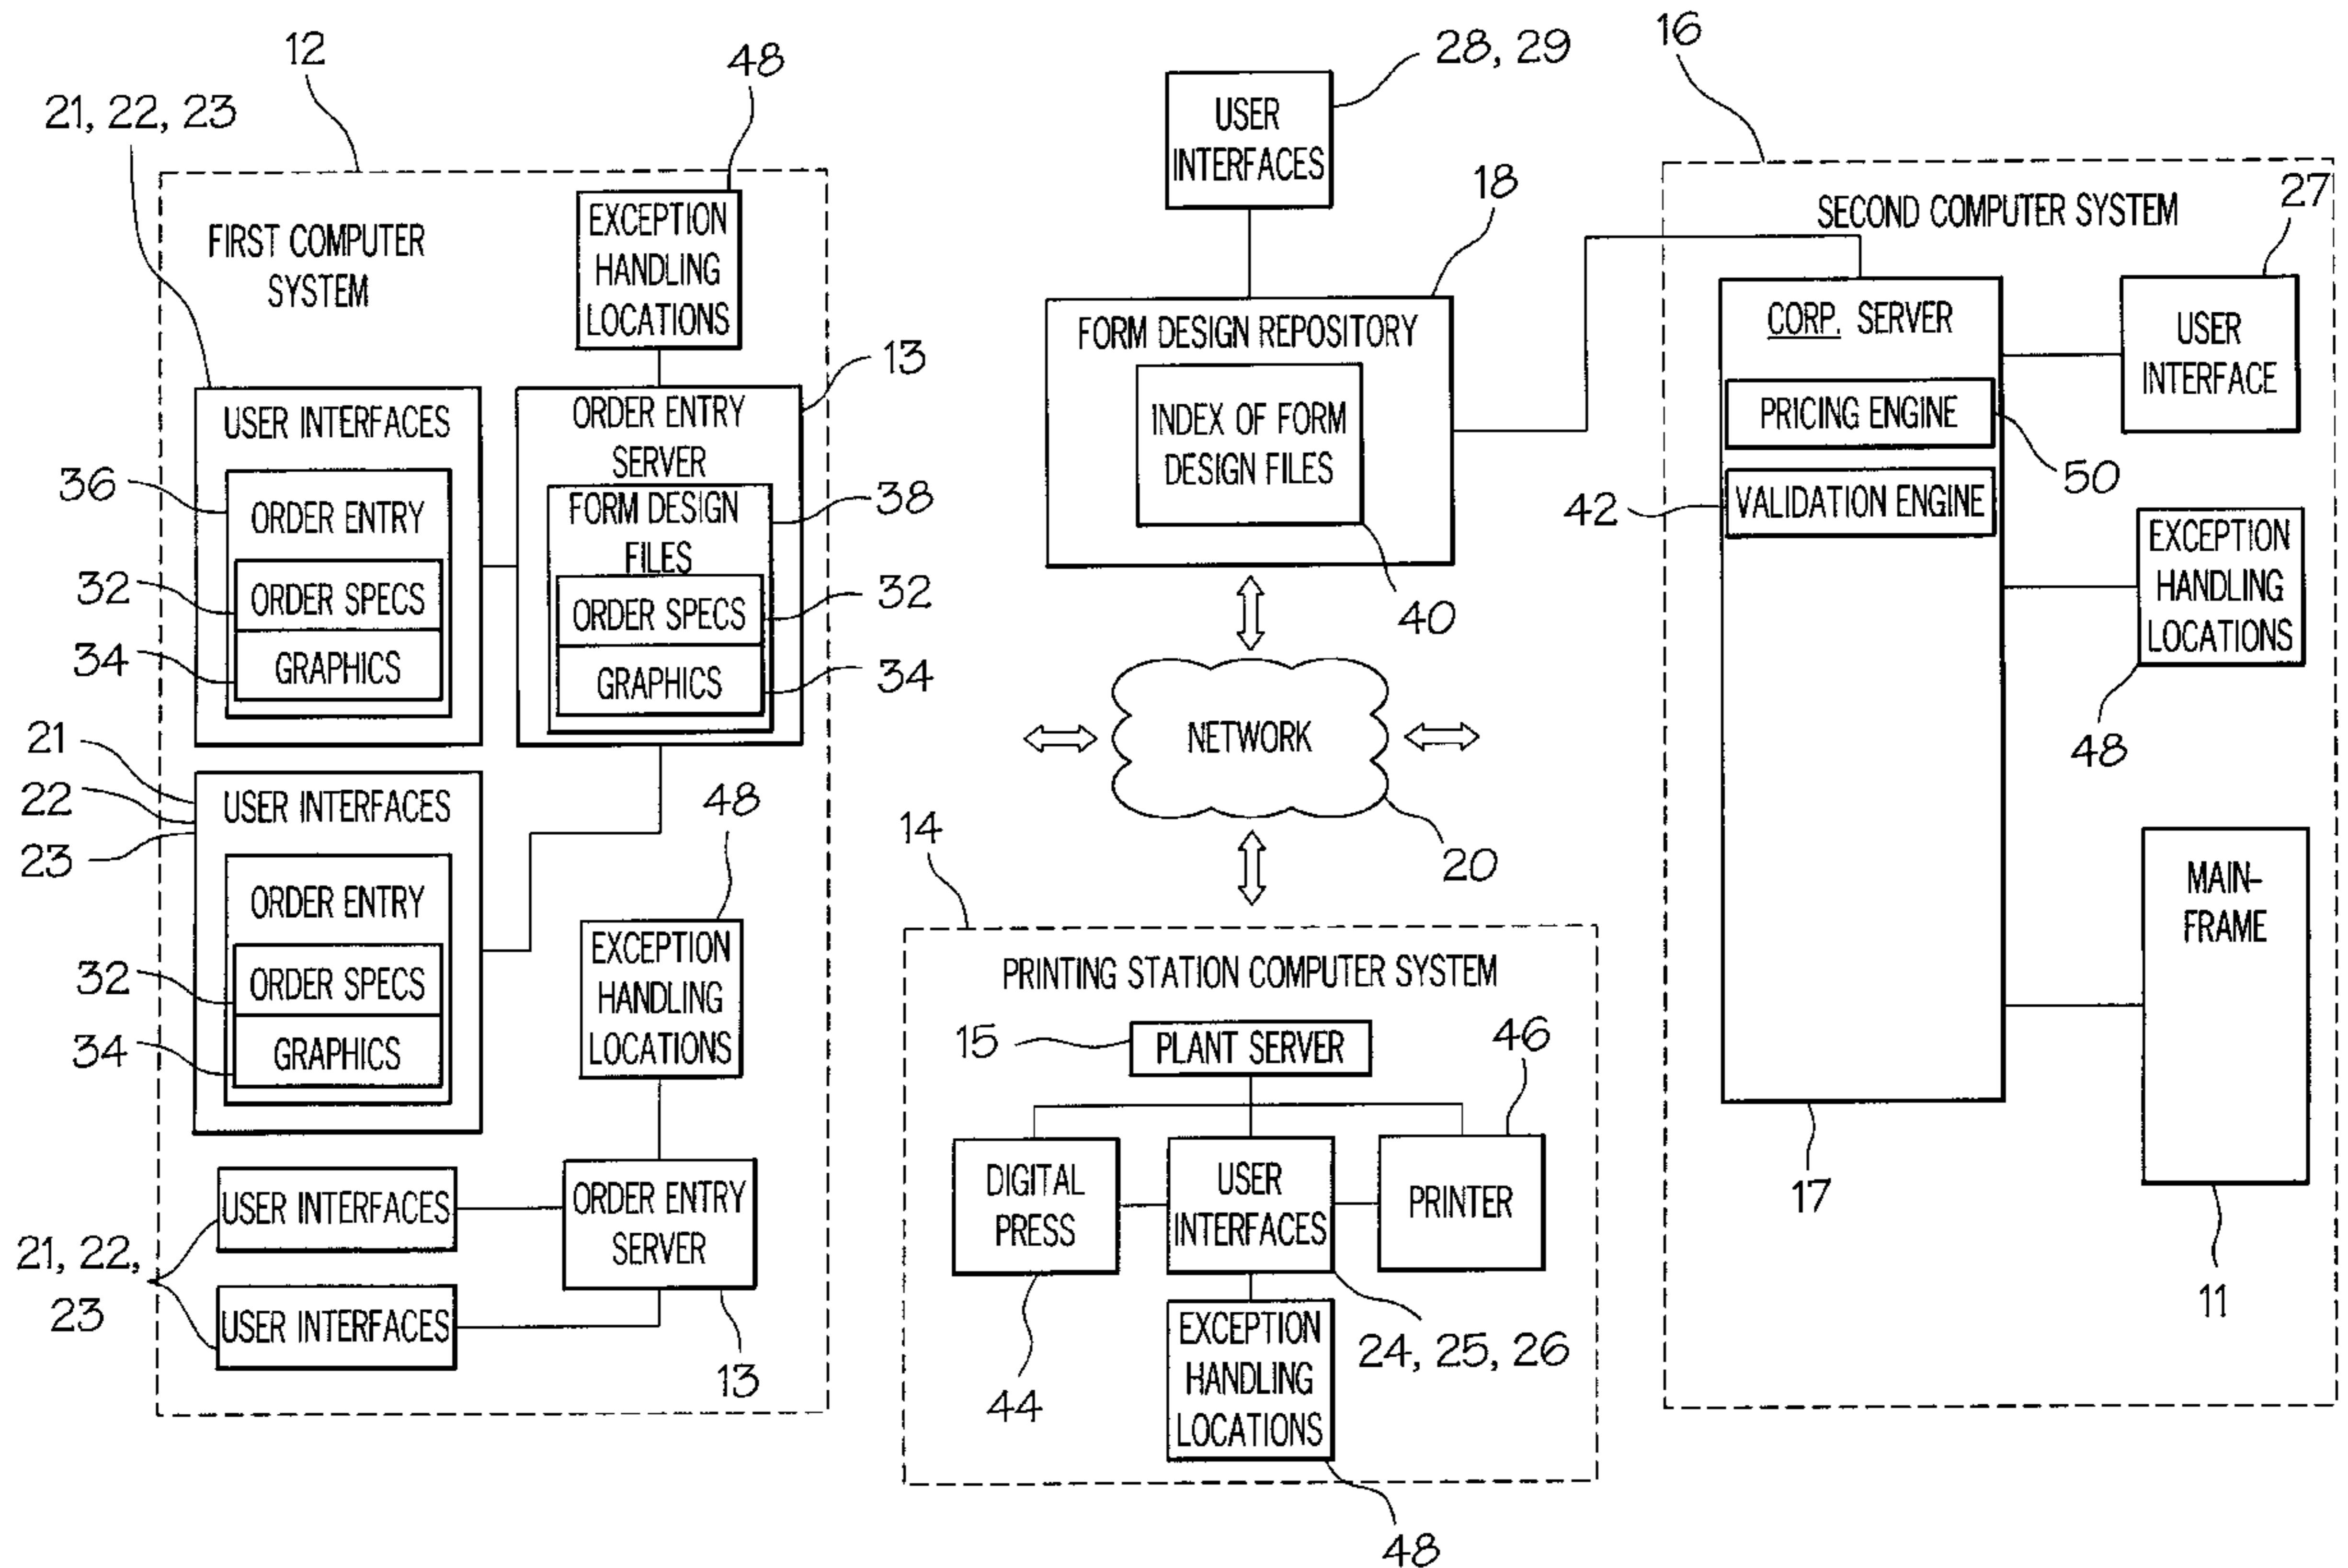 12
48
21, 22, 23
FIRST COMPUTER
SYSTEM
EXCEPTION
HANDLING
LOCATIONS
13
USER INTERFACES
36
ORDER ENTRY
32
ORDER SPECS
34
GRAPHICS
ORDER ENTRY
SERVER
38
FORM DESIGN
FILES
ORDER SPECS
32
GRAPHICS
34
21
22
23
USER INTERFACES
ORDER ENTRY
32
ORDER SPECS
34
GRAPHICS
48
EXCEPTION
HANDLING
LOCATIONS
USER INTERFACES
21, 22,
23
USER INTERFACES
ORDER ENTRY
SERVER
13
28, 29
USER
INTERFACES
18
FORM DESIGN REPOSITORY
INDEX OF FORM
DESIGN FILES
40
NETWORK
20
14
PRINTING STATION COMPUTER SYSTEM
15
PLANT SERVER
46
DIGITAL
PRESS
44
USER
INTERFACES
24, 25, 26
PRINTER
EXCEPTION
HANDLING
LOCATIONS
48
16
SECOND COMPUTER SYSTEM
27
CORP. SERVER
PRICING ENGINE
50
42
VALIDATION ENGINE
USER
INTERFACE
EXCEPTION
HANDLING
LOCATIONS
48
MAIN-
FRAME
17
11